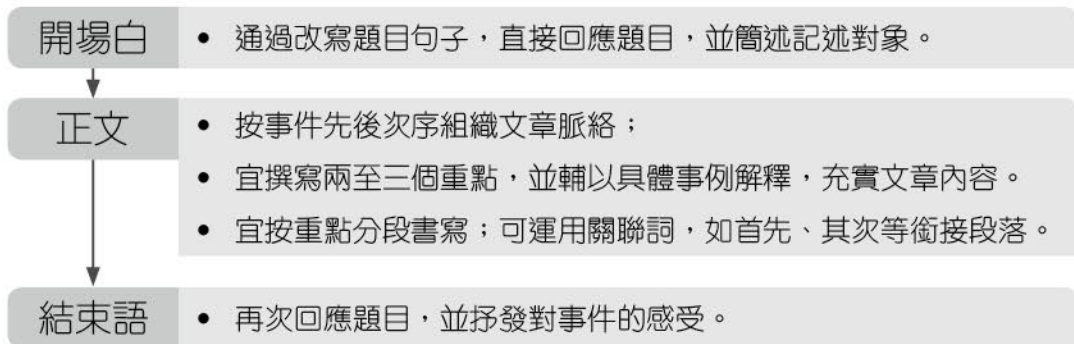 開場白
• 通過改寫題目句子，直接回應題目，並簡述記述對象。
正文
• 按事件先後次序組織文章脈絡；
• 宜撰寫兩至三個重點，並輔以具體事例解釋，充實文章內容。
• 宜按重點分段書寫；可運用關聯詞，如首先、其次等銜接段落。
結束語
• 再次回應題目，並抒發對事件的感受。